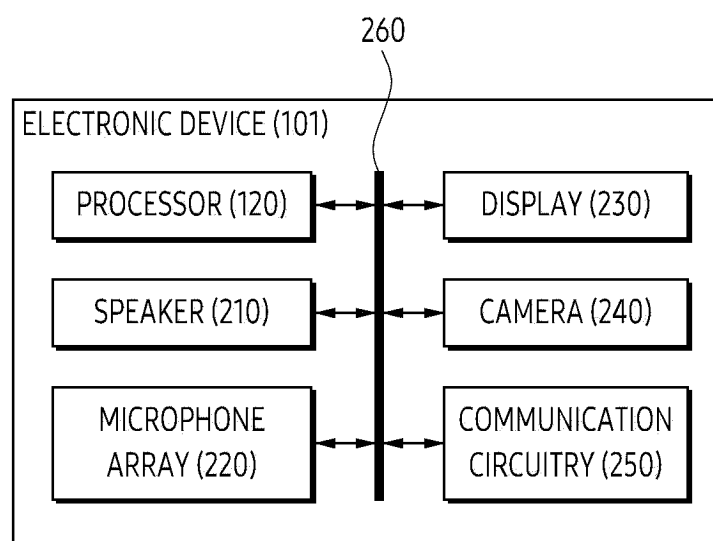 260
ELECTRONIC DEVICE (101)
PROCESSOR (120)
DISPLAY (230)
SPEAKER (210)
CAMERA (240)
MICROPHONE
ARRAY (220)
COMMUNICATION
CIRCUITRY (250)